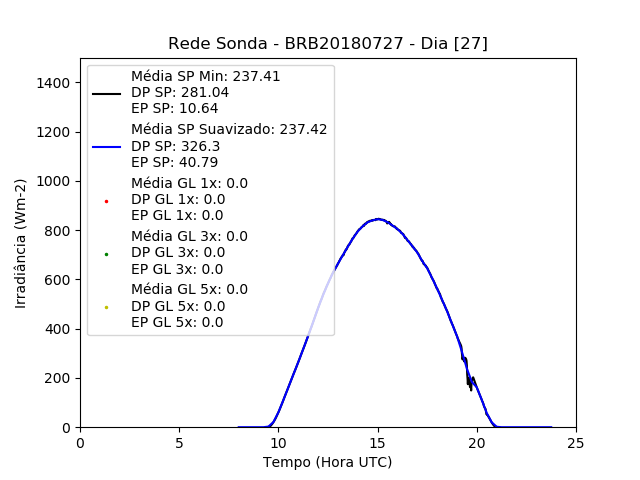 Rede Sonda - BRB20180727 - Dia [27]
Irradiância (Wm-2)
1400
1200
1000
800
600
400
200
0
Média SP Min: 237.41
DP SP: 281.04
EP SP: 10.64
Média SP Suavizado: 237.42
DP SP: 326.3
EP SP: 40.79
Média GL 1x: 0.0
DP GL 1x: 0.0
EP GL 1x: 0.0
Média GL 3x: 0.0
DP GL 3x: 0.0
EP GL 3x: 0.0
Média GL 5x: 0.0
DP GL 5x: 0.0
EP GL 5x: 0.0
0 5 10 15 20 25
Tempo (Hora UTC)